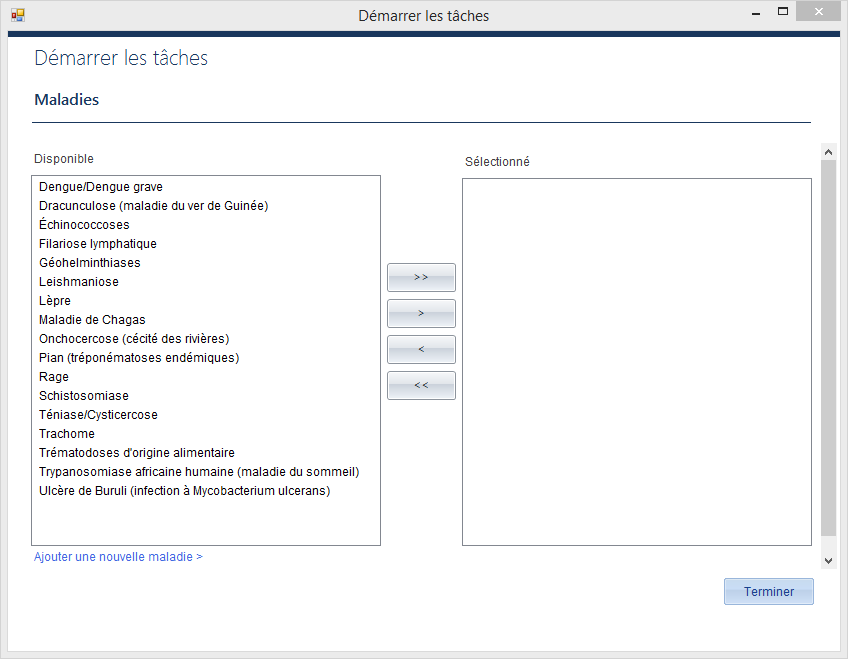 Démarrer les tâches
Démarrer les tâches
Maladies
Disponible
Sélectionné
Dengue/Dengue grave
Dracunculose (maladie du ver de Guinée)
Échinococcoses
Filariose lymphatique
Géohelminthiases
Leishmaniose
Lèpre
Maladie de Chagas
Onchocercose (cécité des rivières)
Pian (tréponématoses endémiques)
Rage
Schistosomiase
Téniase/Cysticercose
Trachome
Trématodoses d'origine alimentaire
Trypanosomiase africaine humaine (maladie du sommeil)
Ulcère de Buruli (infection à Mycobacterium ulcerans)
>>
>
<
<<
Ajouter une nouvelle maladie >
Terminer